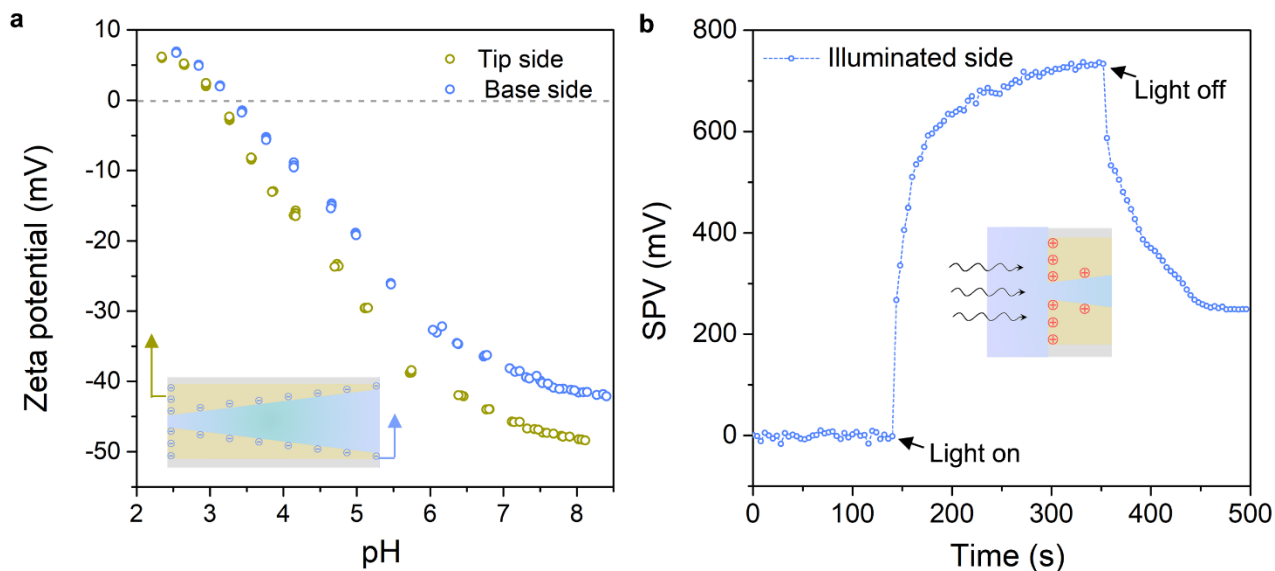 a
Zeta potential (mV)
10
0
-10
-20
-30
-40
-50
2
3
4
5
6
7
8
pH
Tip side
Base side
b
SPV (mV)
800
600
400
200
0
0
100
200
300
400
500
Time (s)
Illuminated side
Light off
Light on